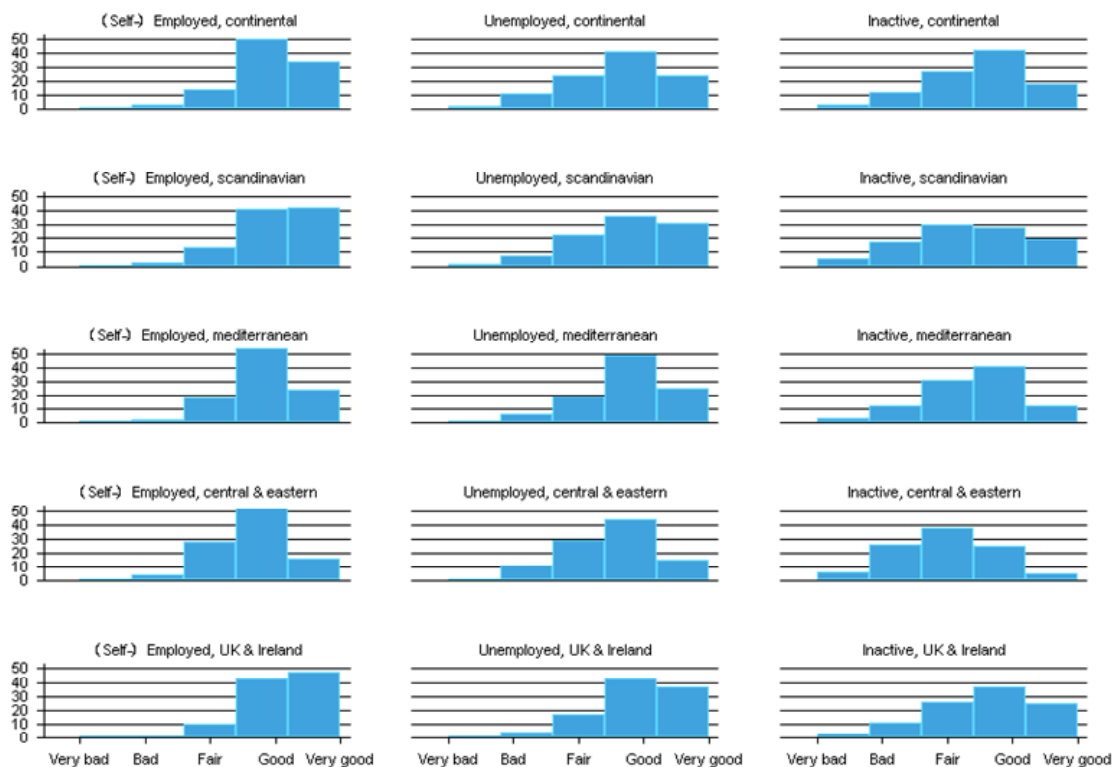 (Self-) Employed, continental
Unemployed, continental
Inactive, continental
50
40
30
20
10
0
(Self-) Employed, scandinavian
Unemployed, scandinavian
Inactive, scandinavian
50
40
30
20
10
0
(Self-) Employed, mediterranean
Unemployed, mediterranean
Inactive, mediterranean
50
40
30
20
10
0
(Self-) Employed, central & eastern
Unemployed, central & eastern
Inactive, central & eastern
50
40
30
20
10
0
(Self-) Employed, UK & Ireland
Unemployed, UK & Ireland
Inactive, UK & Ireland
50
40
30
20
10
0
Very bad Bad Fair Good Very good
Very bad Bad Fair Good Very good
Very bad Bad Fair Good Very good